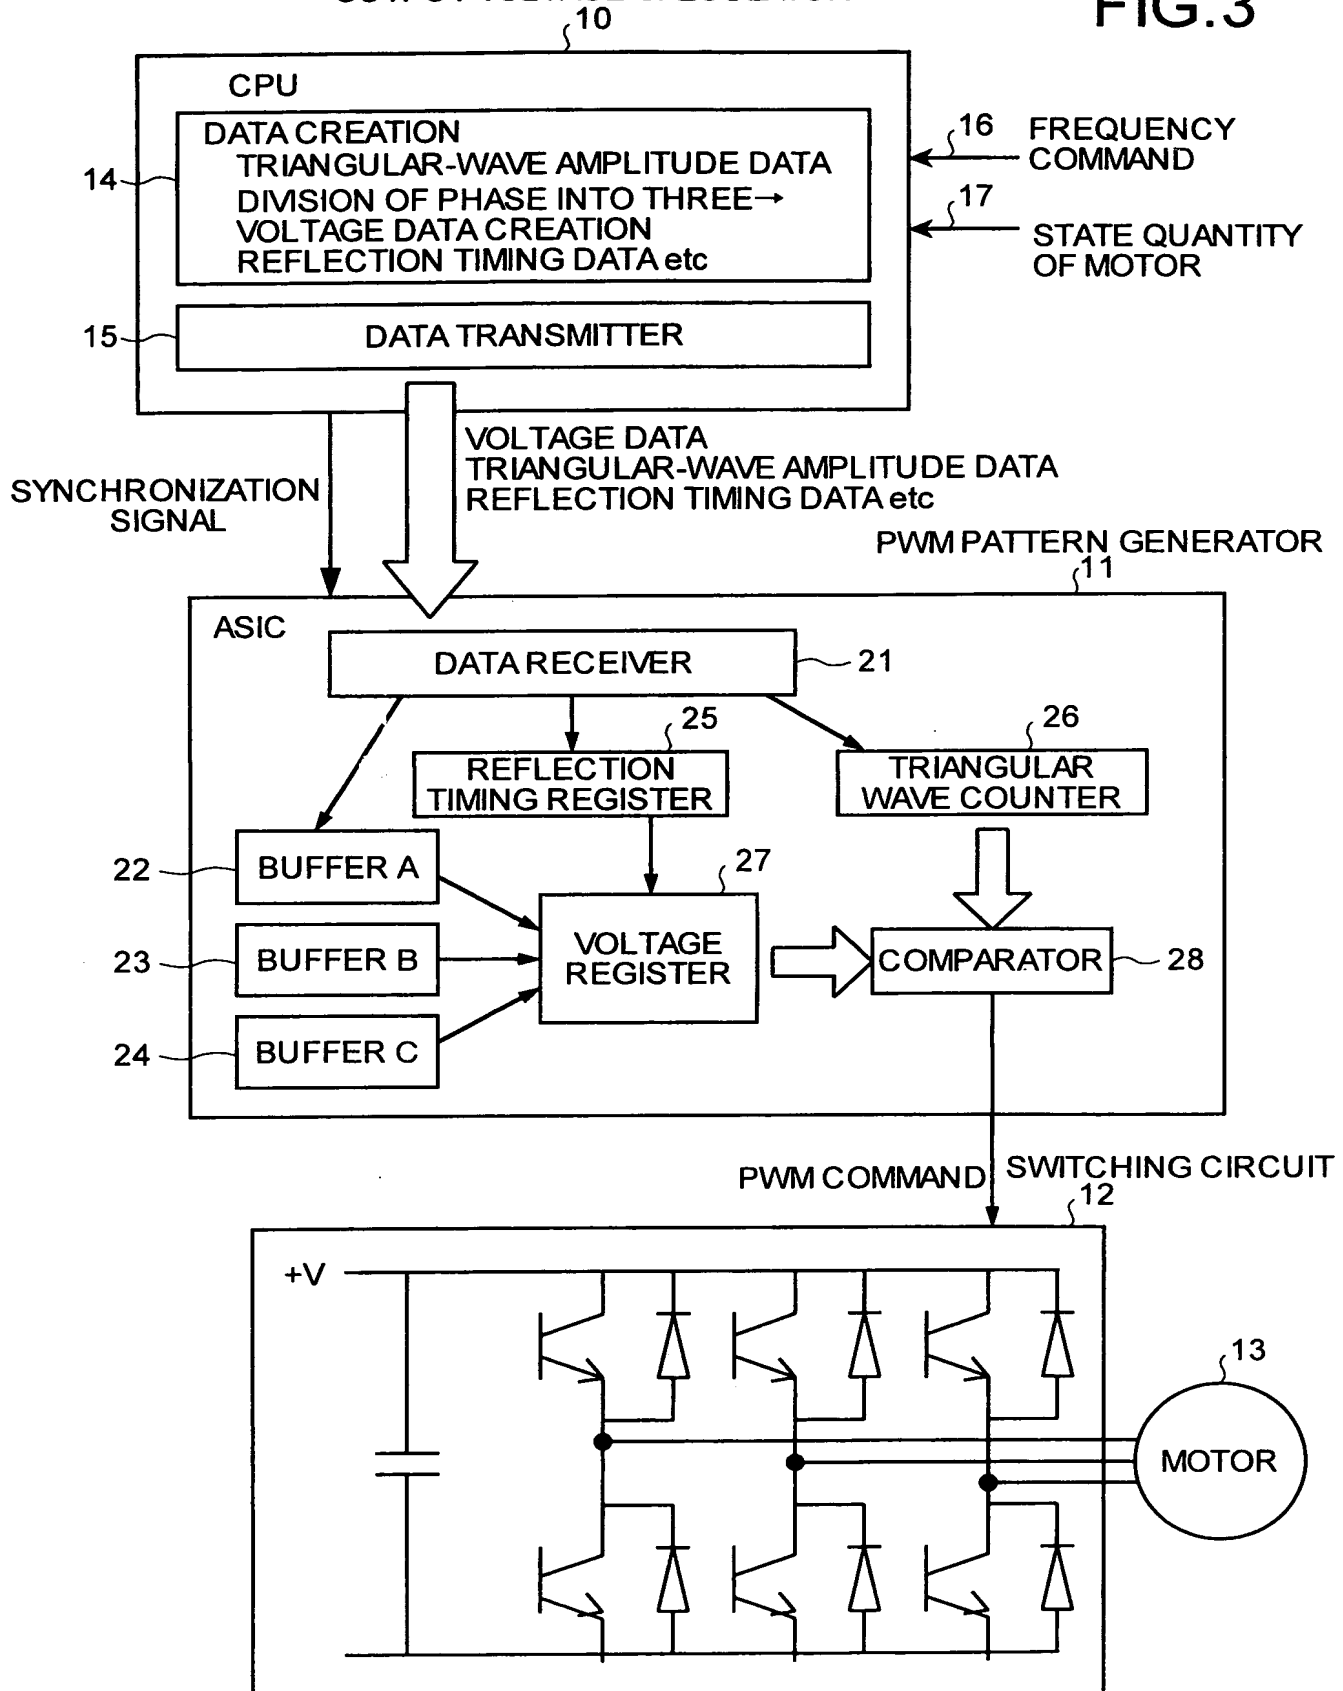 FIG.3
10
CPU
DATA CREATION
TRIANGULAR-WAVE AMPLITUDE DATA
DIVISION OF PHASE INTO THREE→
VOLTAGE DATA CREATION
REFLECTION TIMING DATA etc
14
16
FREQUENCY
COMMAND
17
STATE QUANTITY
OF MOTOR
15
DATA TRANSMITTER
SYNCHRONIZATION
SIGNAL
VOLTAGE DATA
TRIANGULAR-WAVE AMPLITUDE DATA
REFLECTION TIMING DATA etc
PWM PATTERN GENERATOR
11
ASIC
DATA RECEIVER
21
25
REFLECTION
TIMING REGISTER
26
TRIANGULAR
WAVE COUNTER
22
BUFFER A
27
VOLTAGE
REGISTER
23
BUFFER B
COMPARATOR
28
24
BUFFER C
PWM COMMAND
SWITCHING CIRCUIT
12
+V
13
MOTOR